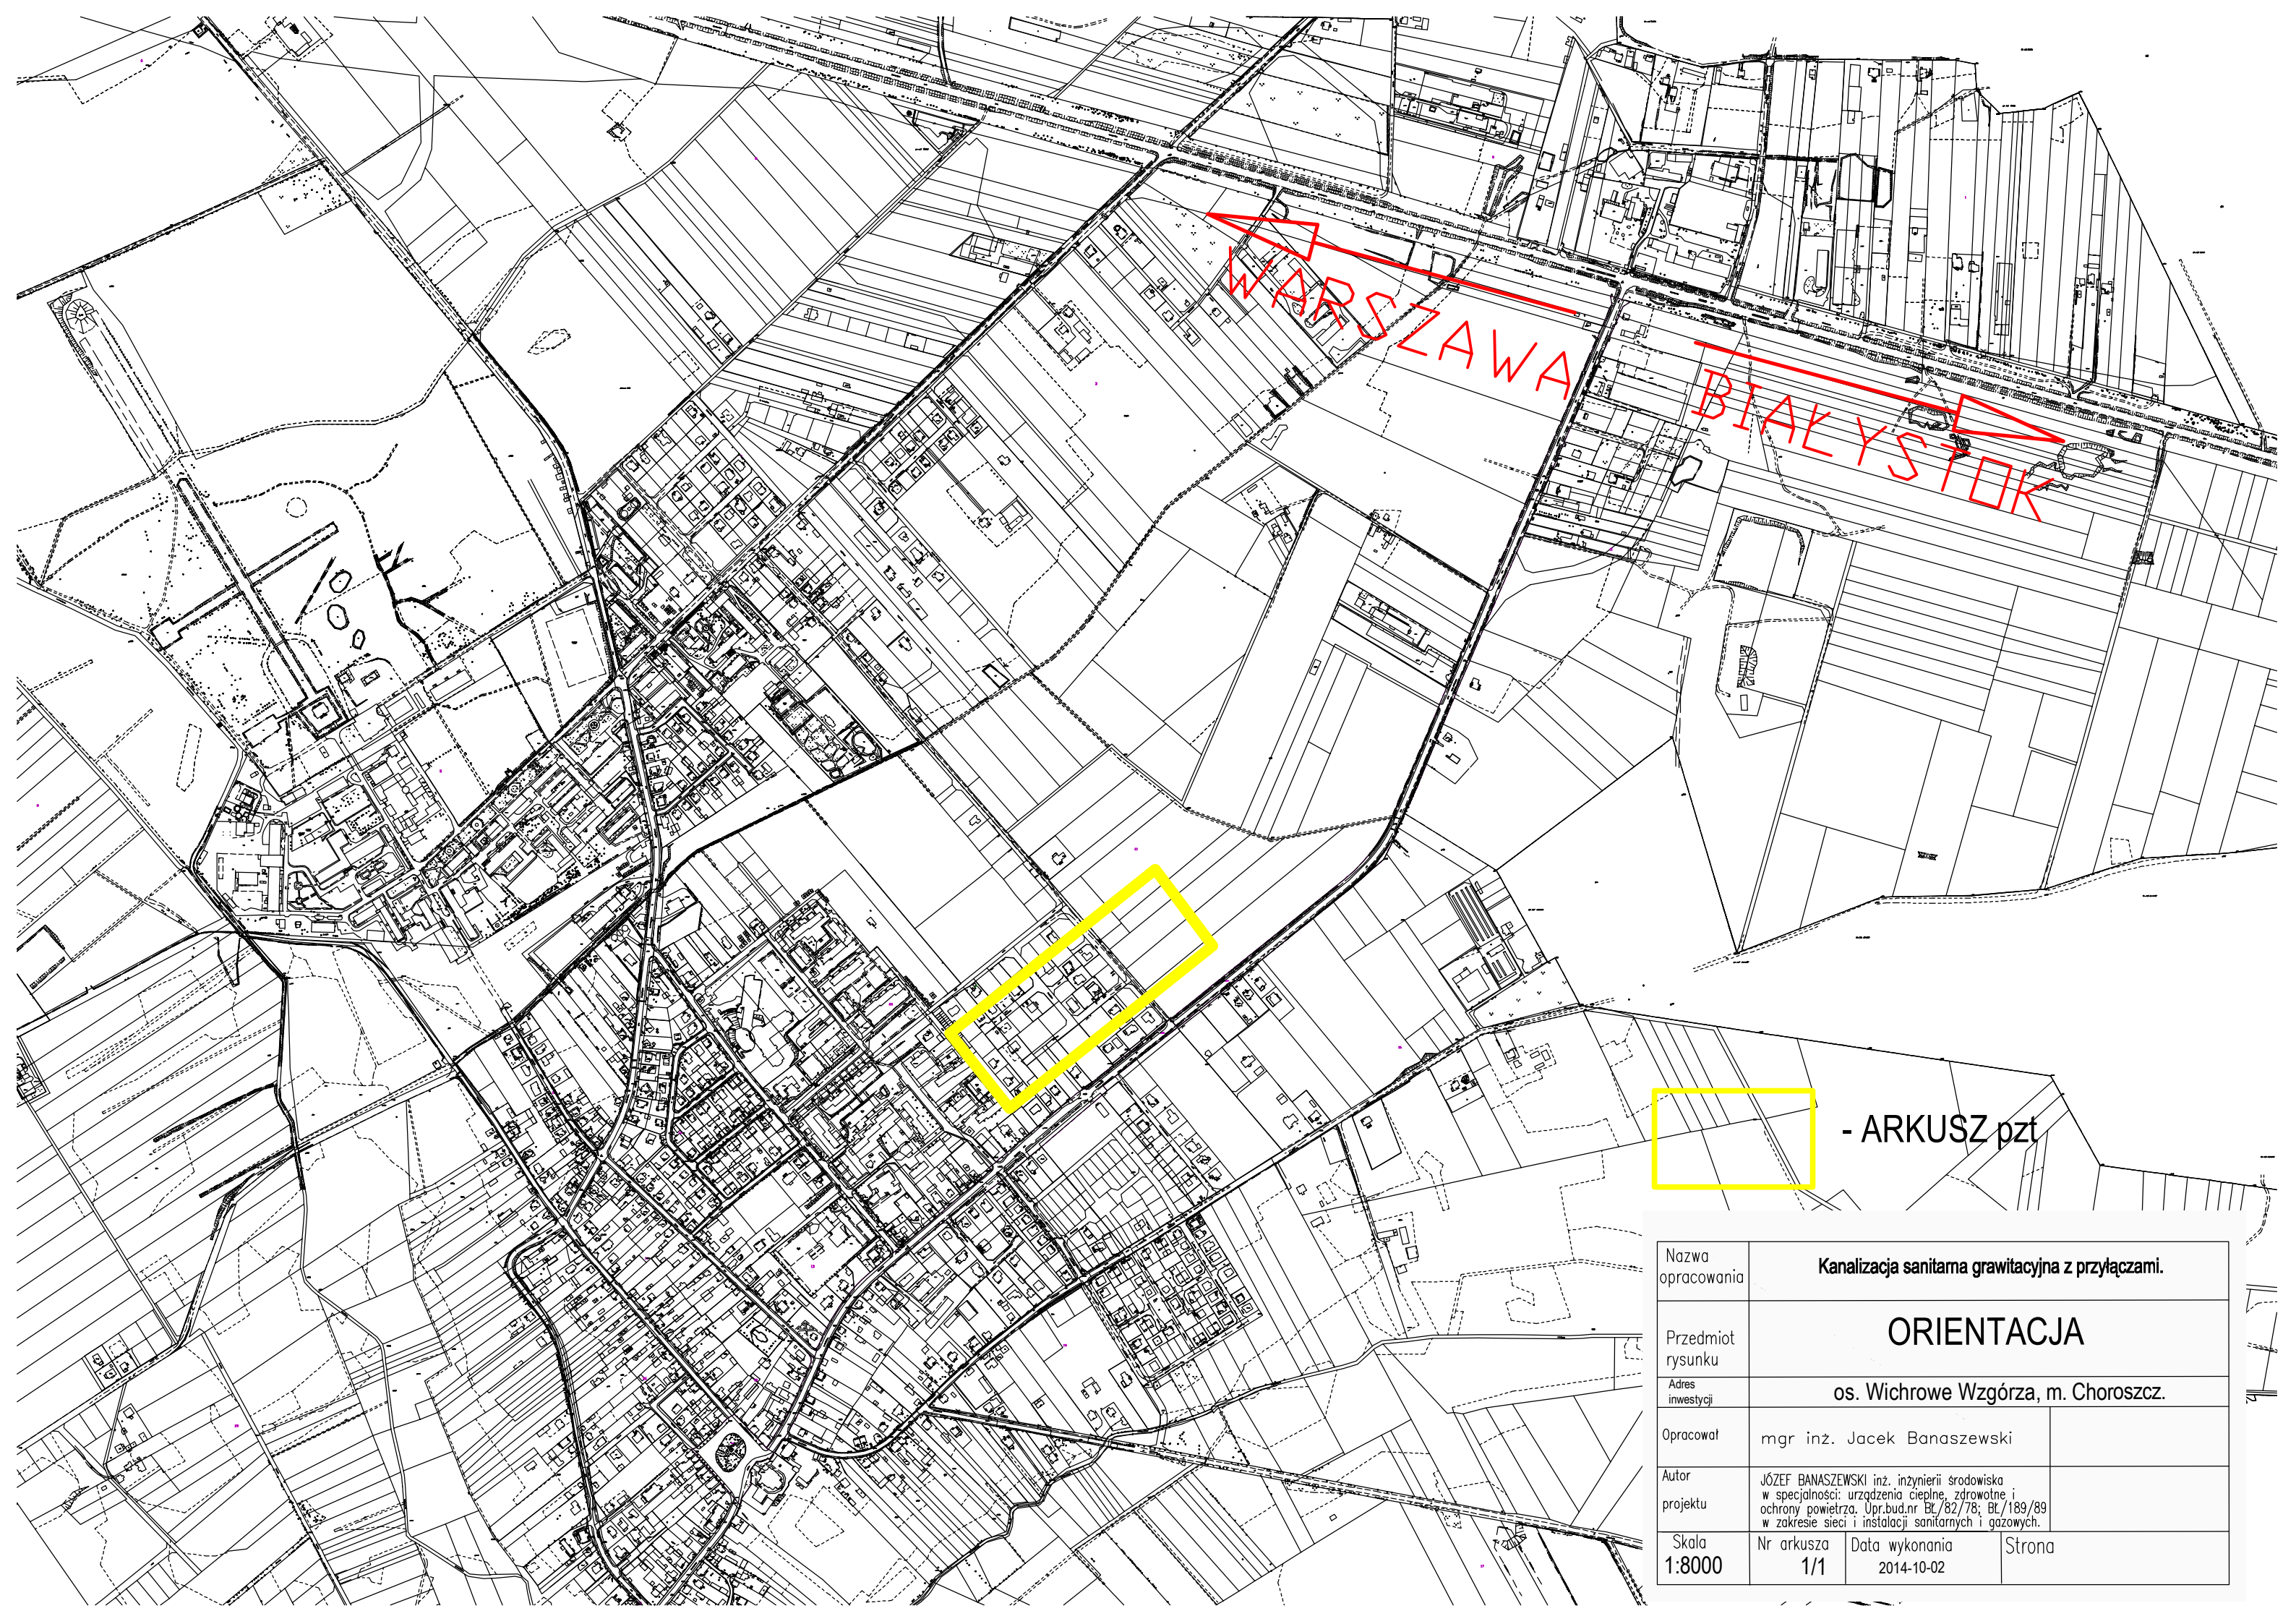 WARSZAWA
BIAŁYSTOK
- ARKUSZ pzt
Nazwa
opracowania
Kanalizacja sanitarna grawitacyjna z przyłączami.
Przedmiot
rysunku
ORIENTACJA
Adres
inwestycji
os. Wichrowe Wzgórza, m. Choroszcz.
Opracował
mgr inż. Jacek Banaszewski
Autor
projektu
JÓZEF BANASZEWSKI inż. inżynierii środowiska
w specjalności: urządzenia cieplne, zdrowotne i
ochrony powietrza. Upr.bud.nr BŁ/82/78; BŁ/189/89
w zakresie sieci i instalacji sanitarnych i gazowych.
Skala
1:8000
Nr arkusza
1/1
Data wykonania
2014-10-02
Strona